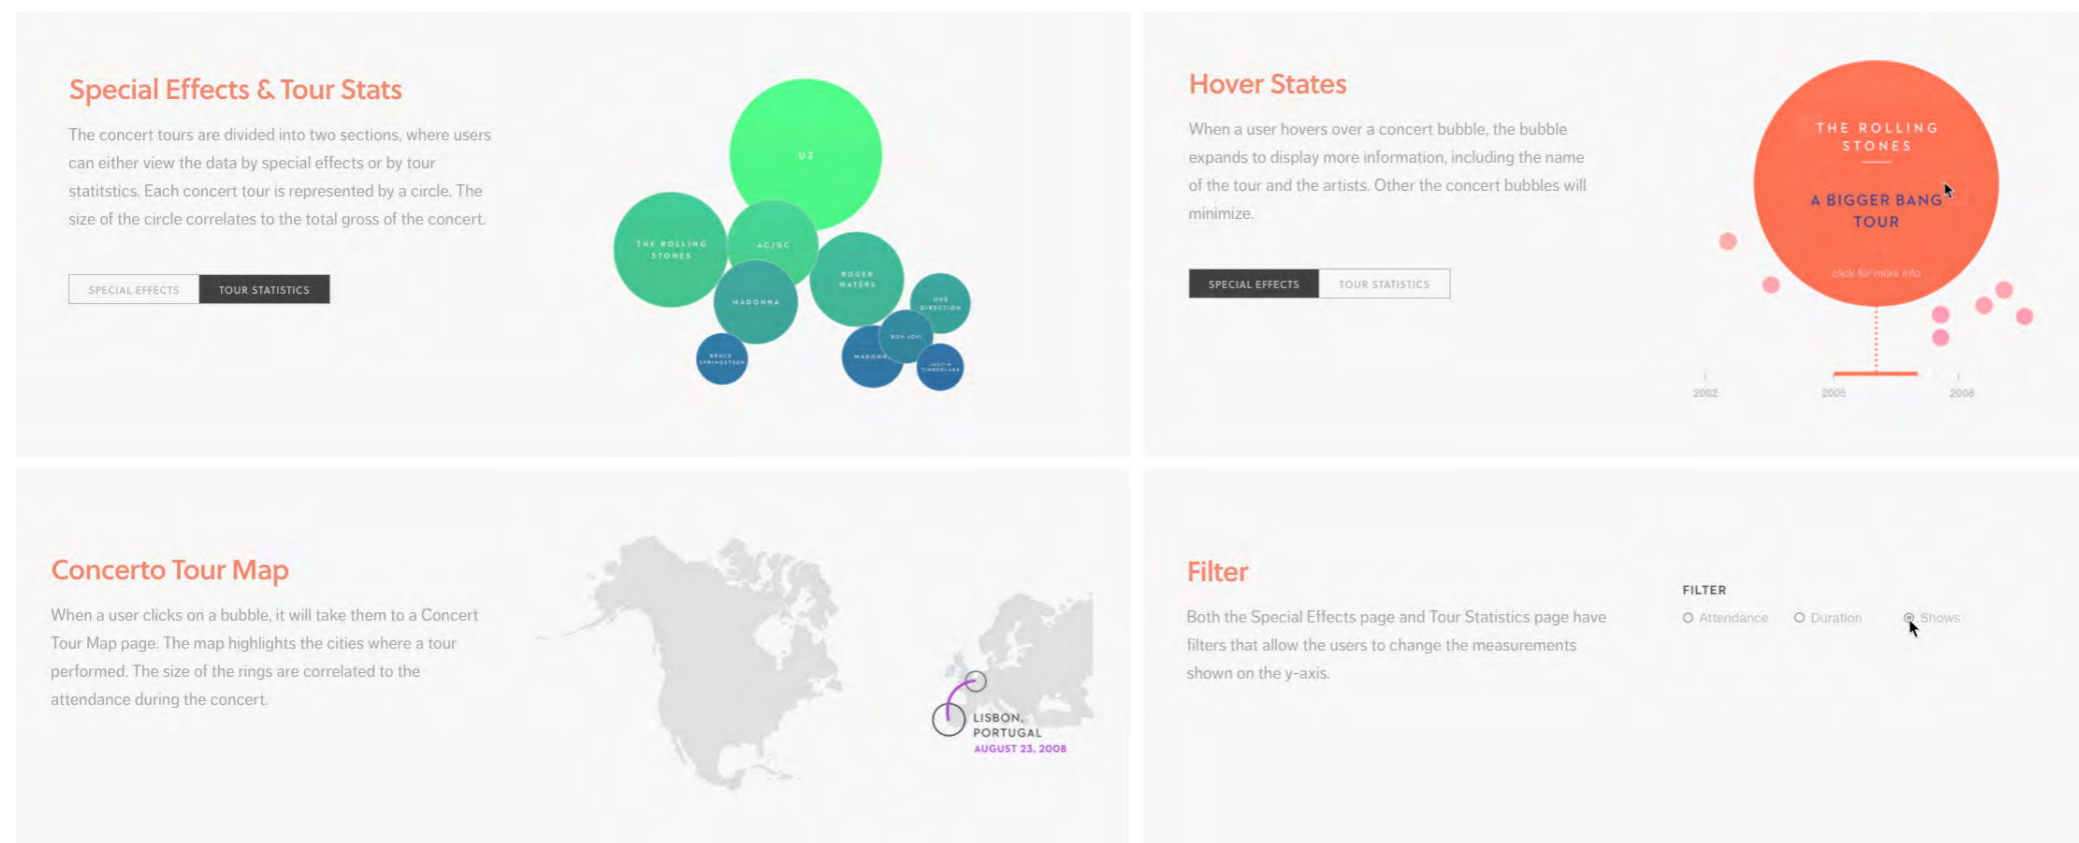 Special Effects & Tour Stats
The concert tours are divided into two sections, where users
can either view the data by special effects or by tour
statitstics. Each concert tour is represented by a circle. The
size of the circle correlates to the total gross of the concert.
SPECIAL EFFECTS
TOUR STATISTICS
U2
THE ROLLING
STONES
AC/GC
MADONNA
ROGER
WATERS
ONE
DIRECTION
BON JOVI
MADONN
BRUCE
SPRINGSTEEN
JUSTIN
TIMBERLAKE
Hover States
When a user hovers over a concert bubble, the bubble
expands to display more information, including the name
of the tour and the artists. Other the concert bubbles will
minimize.
SPECIAL EFFECTS
TOUR STATISTICS
THE ROLLING
STONES
A BIGGER BANG
TOUR
click for more info
2002
2005
2008
Concerto Tour Map
When a user clicks on a bubble, it will take them to a Concert
Tour Map page. The map highlights the cities where a tour
performed. The size of the rings are correlated to the
attendance during the concert.
LISBON,
PORTUGAL
AUGUST 23, 2008
Filter
Both the Special Effects page and Tour Statistics page have
filters that allow the users to change the measurements
shown on the y-axis.
FILTER
Attendance
Duration
Shows